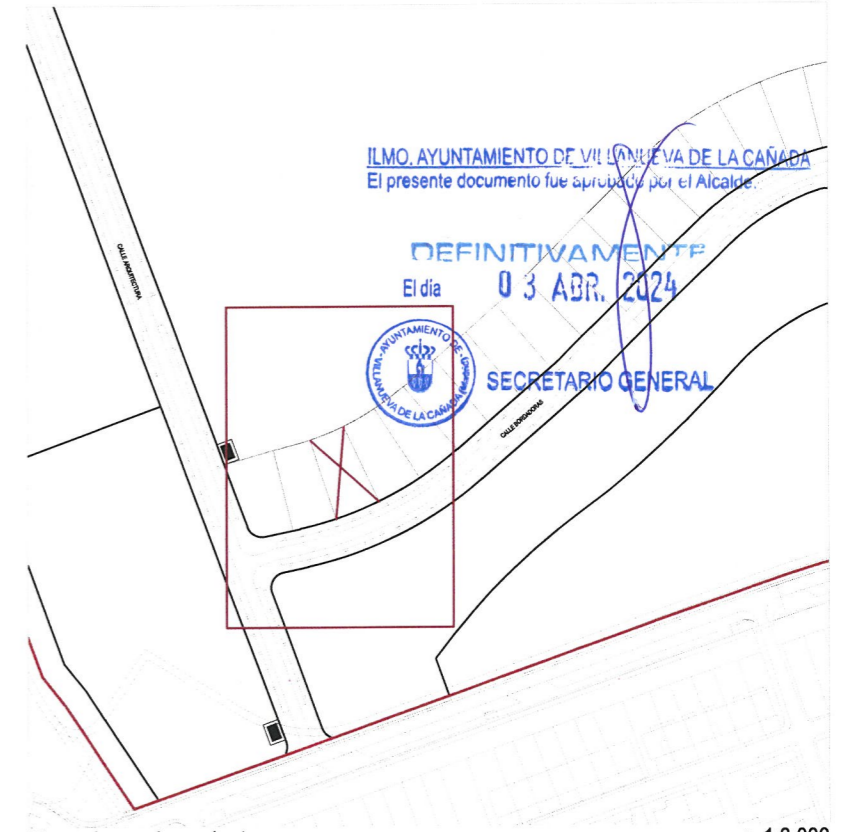 ILMO. AYUNTAMIENTO DE VILLANUEVA DE LA CAÑADA
El presente documento fue aprobado por el Alcalde.
DEFINITIVAMENTE
El día 03 ABR. 2024
AYUNTAMIENTO DE VILLANUEVA DE LA CAÑADA (Madrid)
SECRETARIO GENERAL
CALLE ARQUITECTURA
CALLE BORDADORAS